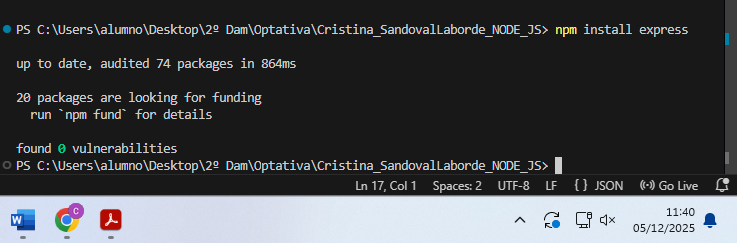 PS C:\Users\alumno\Desktop\2º Dam\Optativa\Cristina_SandovalLaborde_NODE_JS> npm install express
up to date, audited 74 packages in 864ms
20 packages are looking for funding
run `npm fund` for details
found 0 vulnerabilities
PS C:\Users\alumno\Desktop\2º Dam\Optativa\Cristina_SandovalLaborde_NODE_JS>
Ln 17, Col 1 Spaces: 2 UTF-8 LF {} JSON Go Live
W C
11:40
05/12/2025